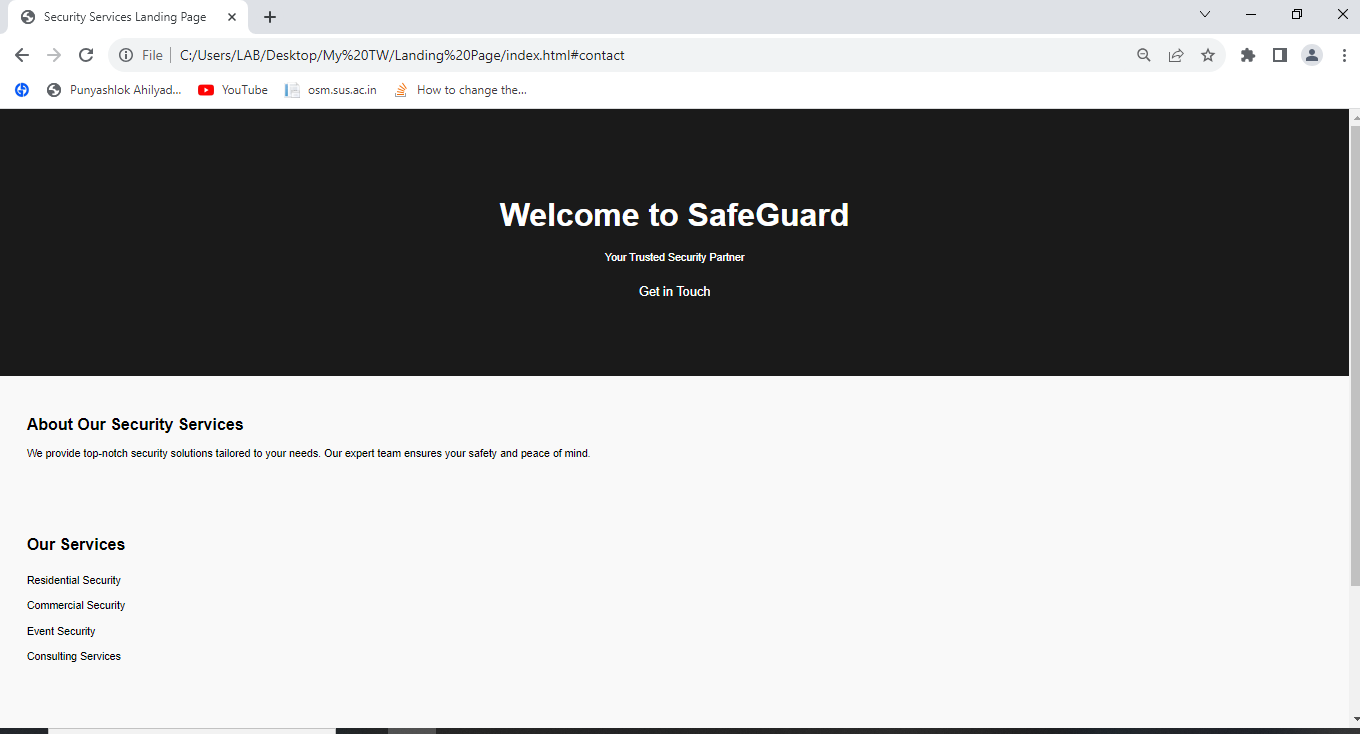 Security Services Landing Page
File
C:/Users/LAB/Desktop/My%20TW/Landing%20Page/index.html#contact
Punyashlok Ahilyad... YouTube osm.sus.ac.in How to change the...
Welcome to SafeGuard
Your Trusted Security Partner
Get in Touch
About Our Security Services
We provide top-notch security solutions tailored to your needs. Our expert team ensures your safety and peace of mind.
Our Services
Residential Security
Commercial Security
Event Security
Consulting Services